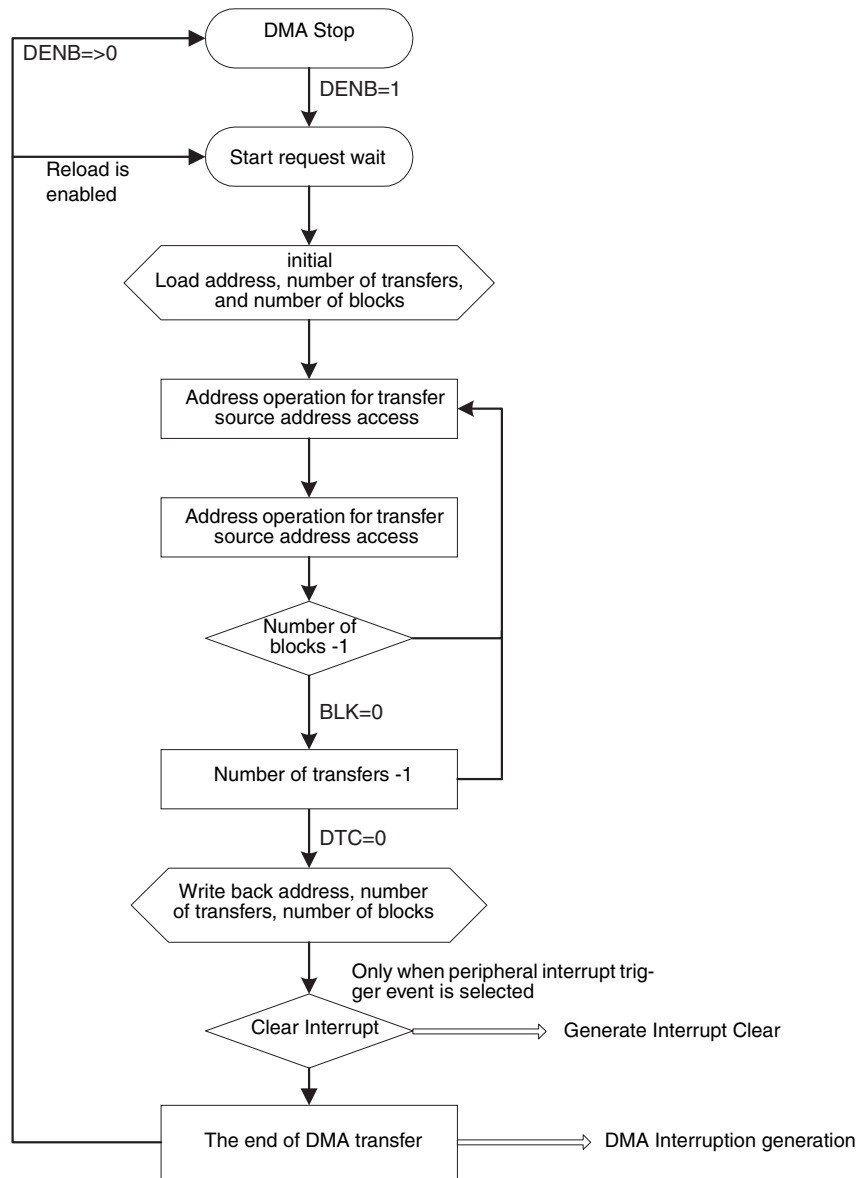 DMA Stop
DENB=>0
DENB=1
Start request wait
Reload is
enabled
initial
Load address, number of transfers,
and number of blocks
Address operation for transfer
source address access
Address operation for transfer
source address access
Number of
blocks -1
BLK=0
Number of transfers -1
DTC=0
Write back address, number
of transfers, number of blocks
Only when peripheral interrupt trig-
ger event is selected
Clear Interrupt
Generate Interrupt Clear
The end of DMA transfer
DMA Interruption generation